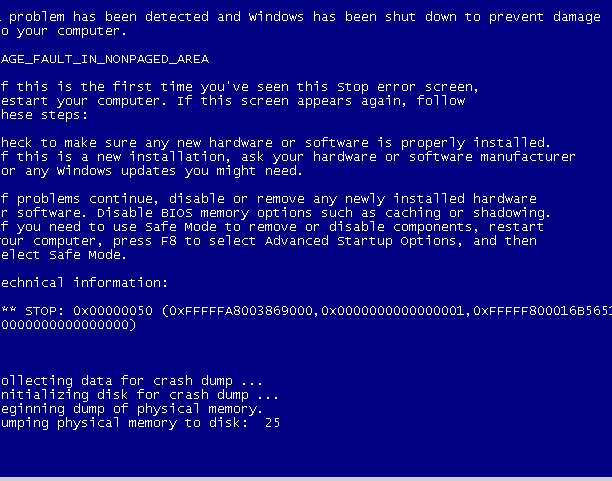 problem has been detected and Windows has been shut down to prevent damage
o your computer.
AGE_FAULT_IN_NONPAGED_AREA
f this is the first time you've seen this Stop error screen,
estart your computer. If this screen appears again, follow
hese steps:
heck to make sure any new hardware or software is properly installed.
f this is a new installation, ask your hardware or software manufacturer
or any Windows updates you might need.
f problems continue, disable or remove any newly installed hardware
r software. Disable BIOS memory options such as caching or shadowing.
f you need to use Safe Mode to remove or disable components, restart
our computer, press F8 to select Advanced Startup Options, and then
elect Safe Mode.
echnical information:
** STOP: 0x00000050 (0xFFFFFA8003869000,0x0000000000000001,0xFFFFF800016B5651
0000000000000000)
ollecting data for crash dump ...
nitializing disk for crash dump ...
eginning dump of physical memory.
umping physical memory to disk:  25